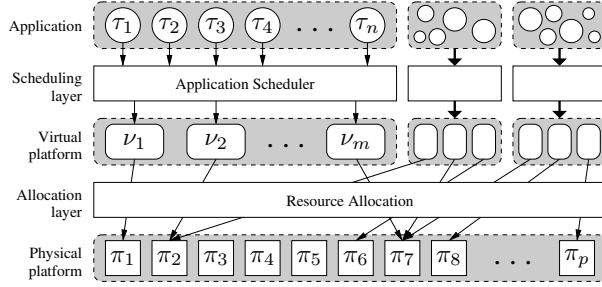 Application τ1 τ2 τ3 τ4 . . . τn
Scheduling layer Application Scheduler
Virtual platform ν1 ν2 . . . νm
Allocation layer Resource Allocation
Physical platform π1 π2 π3 π4 π5 π6 π7 π8 . . . πp